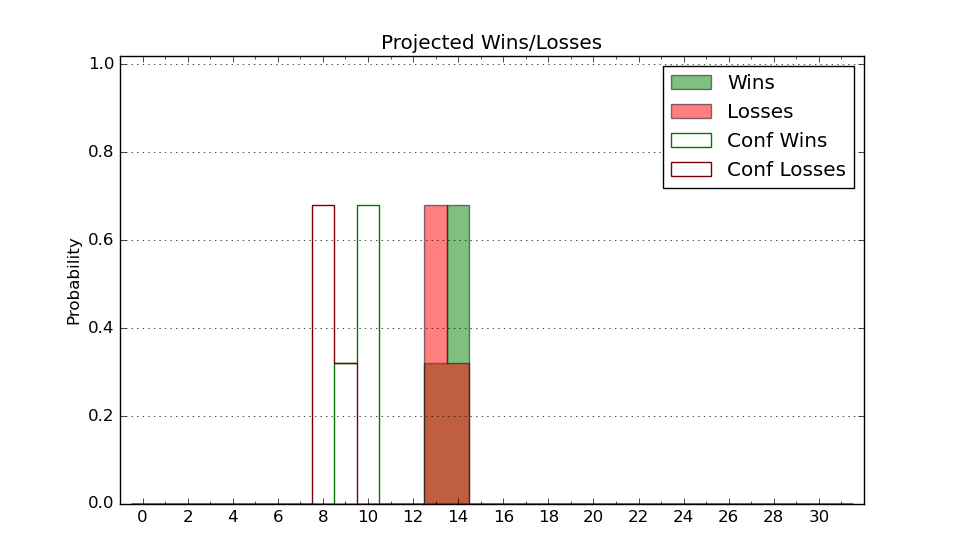 Projected Wins/Losses
1.0
0.8
0.6
0.4
0.2
0.0
Probability
Wins
Losses
Conf Wins
Conf Losses
0 2 4 6 8 10 12 14 16 18 20 22 24 26 28 30